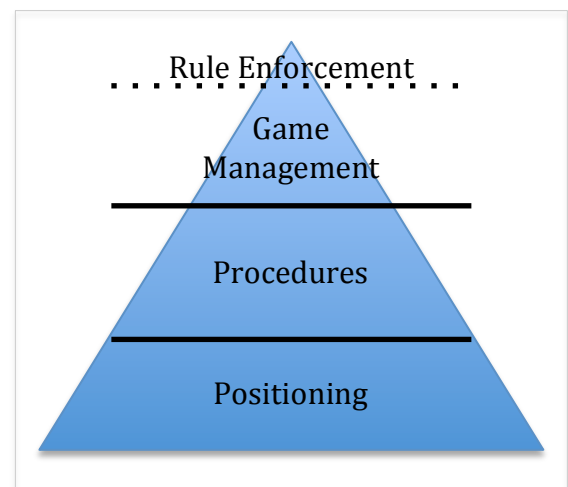 Rule Enforcement
Game
Management
Procedures
Positioning